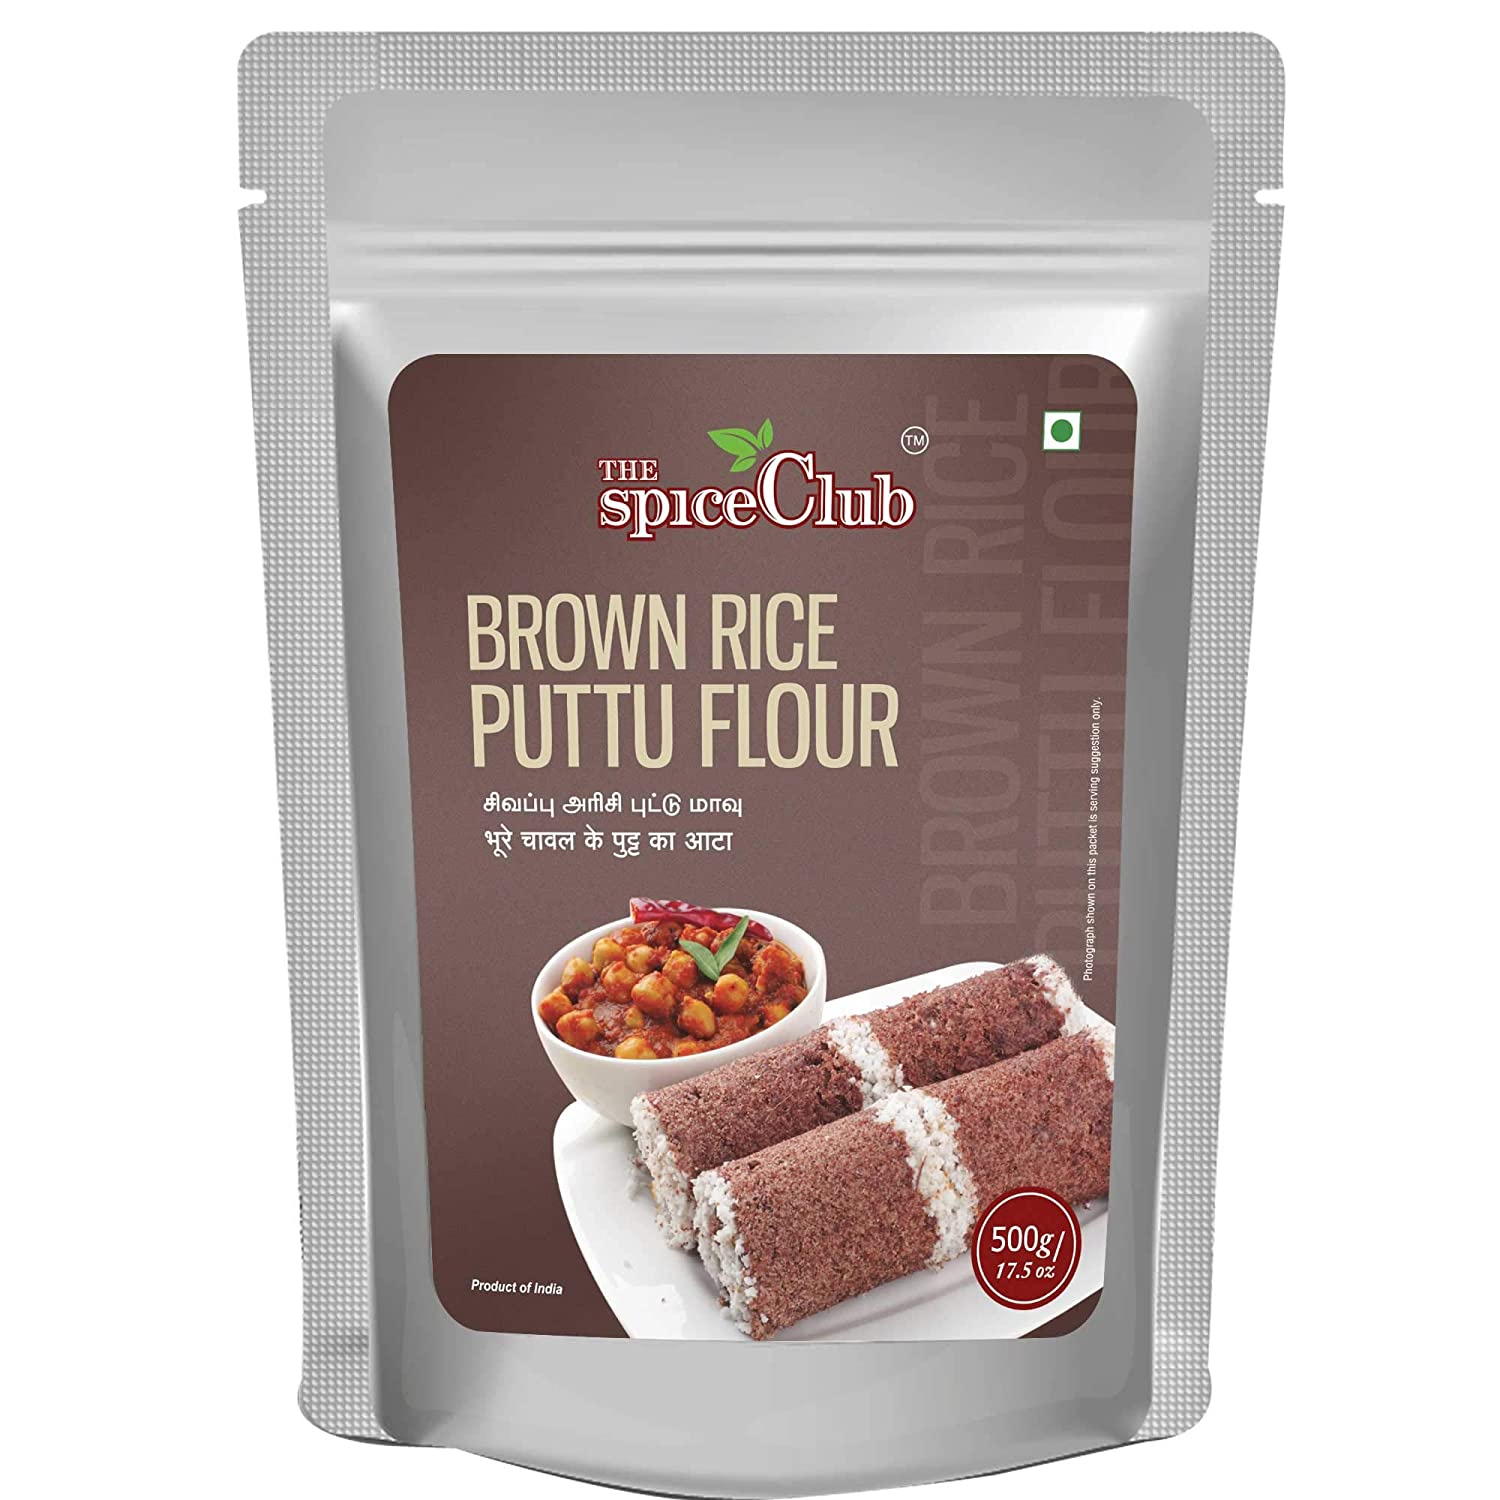 THE
spiceClub
TM
BROWN RICE
PUTTU FLOUR
சிவப்பு அரிசி புட்டு மாவு
भूरे चावल के पुट्ट का आटा
BROWN RICE
PUTTU FLOUR
Photograph shown on this packet is serving suggestion only.
500g/
17.5 oz
Product of India